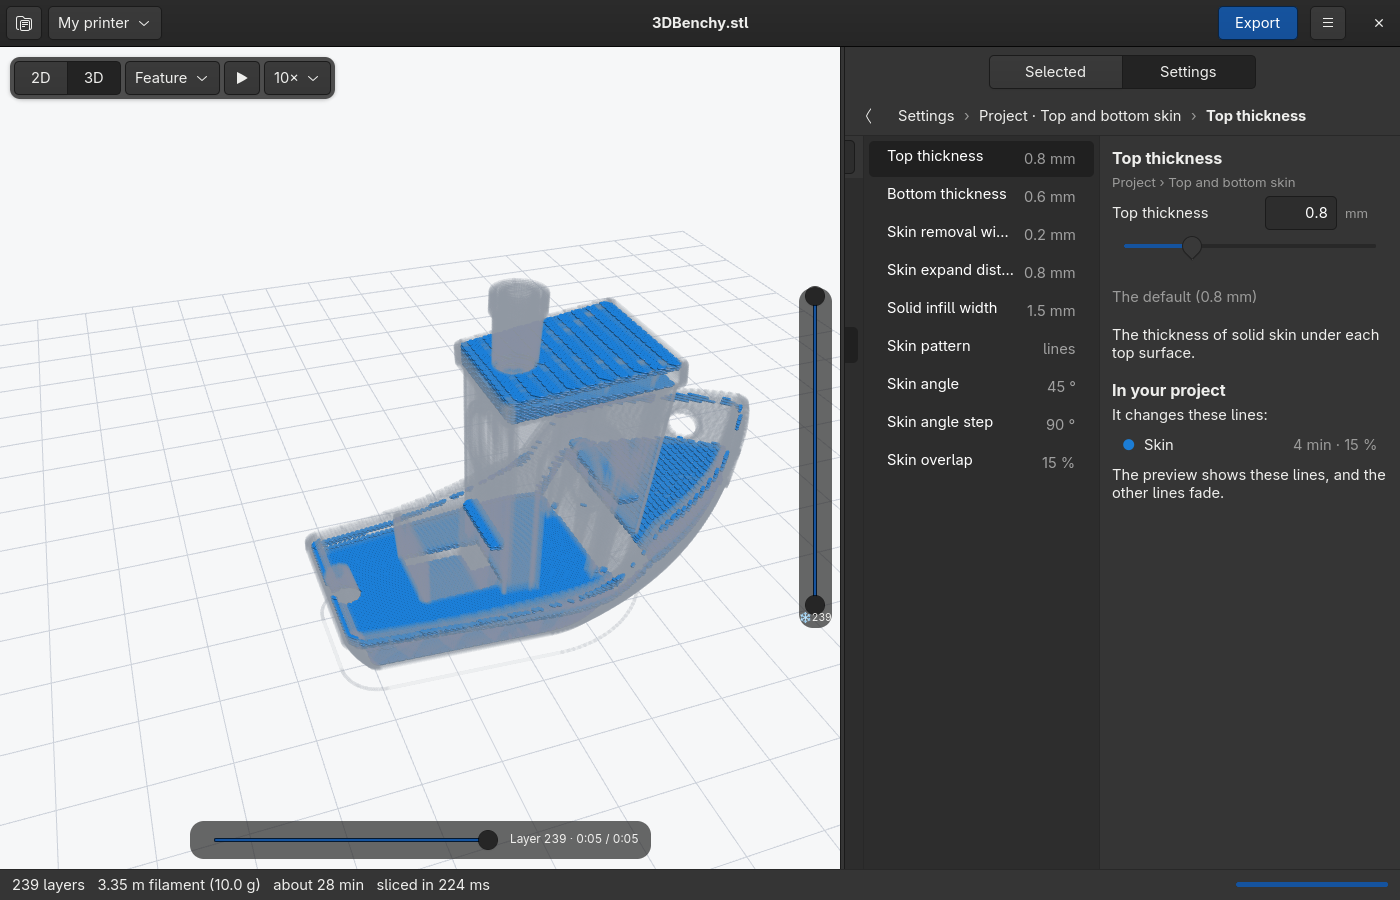 My printer
3DBenchy.stl
Export
2D
3D
Feature
10×
Selected
Settings
Settings › Project · Top and bottom skin › Top thickness
Top thickness 0.8 mm
Bottom thickness 0.6 mm
Skin removal wi… 0.2 mm
Skin expand dist… 0.8 mm
Solid infill width 1.5 mm
Skin pattern lines
Skin angle 45 °
Skin angle step 90 °
Skin overlap 15 %
Top thickness
Project › Top and bottom skin
Top thickness 0.8 mm
The default (0.8 mm)
The thickness of solid skin under each
top surface.
In your project
It changes these lines:
Skin 4 min · 15 %
The preview shows these lines, and the
other lines fade.
239
Layer 239 · 0:05 / 0:05
239 layers 3.35 m filament (10.0 g) about 28 min sliced in 224 ms